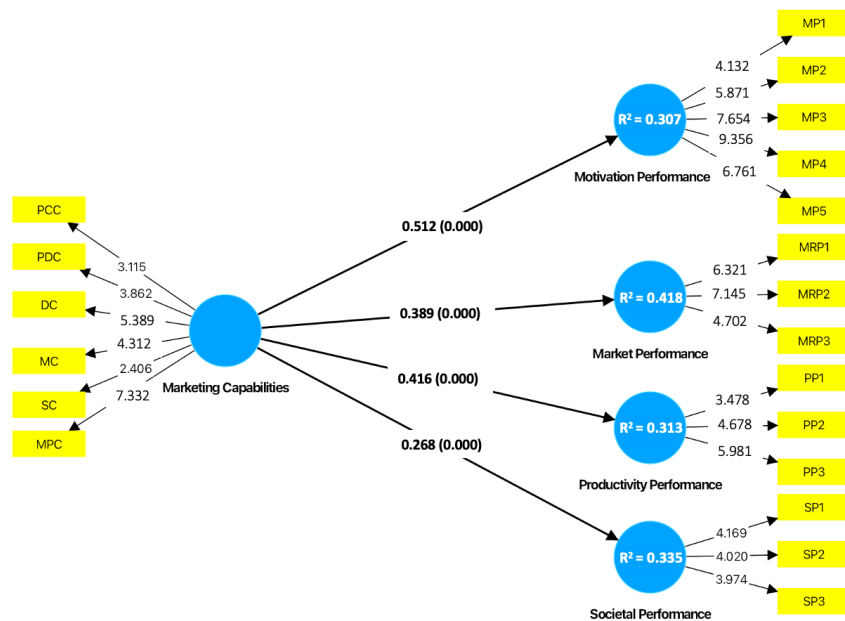 PCC
PDC
DC
MC
SC
MPC
3.115
3.862
5.389
4.312
2.406
7.332
Marketing Capabilities
0.512 (0.000)
0.389 (0.000)
0.416 (0.000)
0.268 (0.000)
R² = 0.307
Motivation Performance
4.132
5.871
7.654
9.356
6.761
MP1
MP2
MP3
MP4
MP5
R² = 0.418
Market Performance
6.321
7.145
4.702
MRP1
MRP2
MRP3
R² = 0.313
Productivity Performance
3.478
4.678
5.981
PP1
PP2
PP3
R² = 0.335
Societal Performance
4.169
4.020
3.974
SP1
SP2
SP3